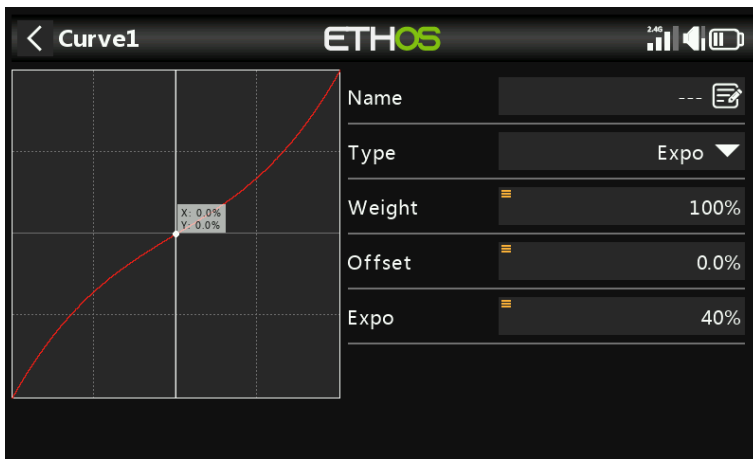 Curve1
ETHOS
2.4G
Name
---
Type
Expo
Weight
100%
Offset
0.0%
Expo
40%
X: 0.0%
Y: 0.0%